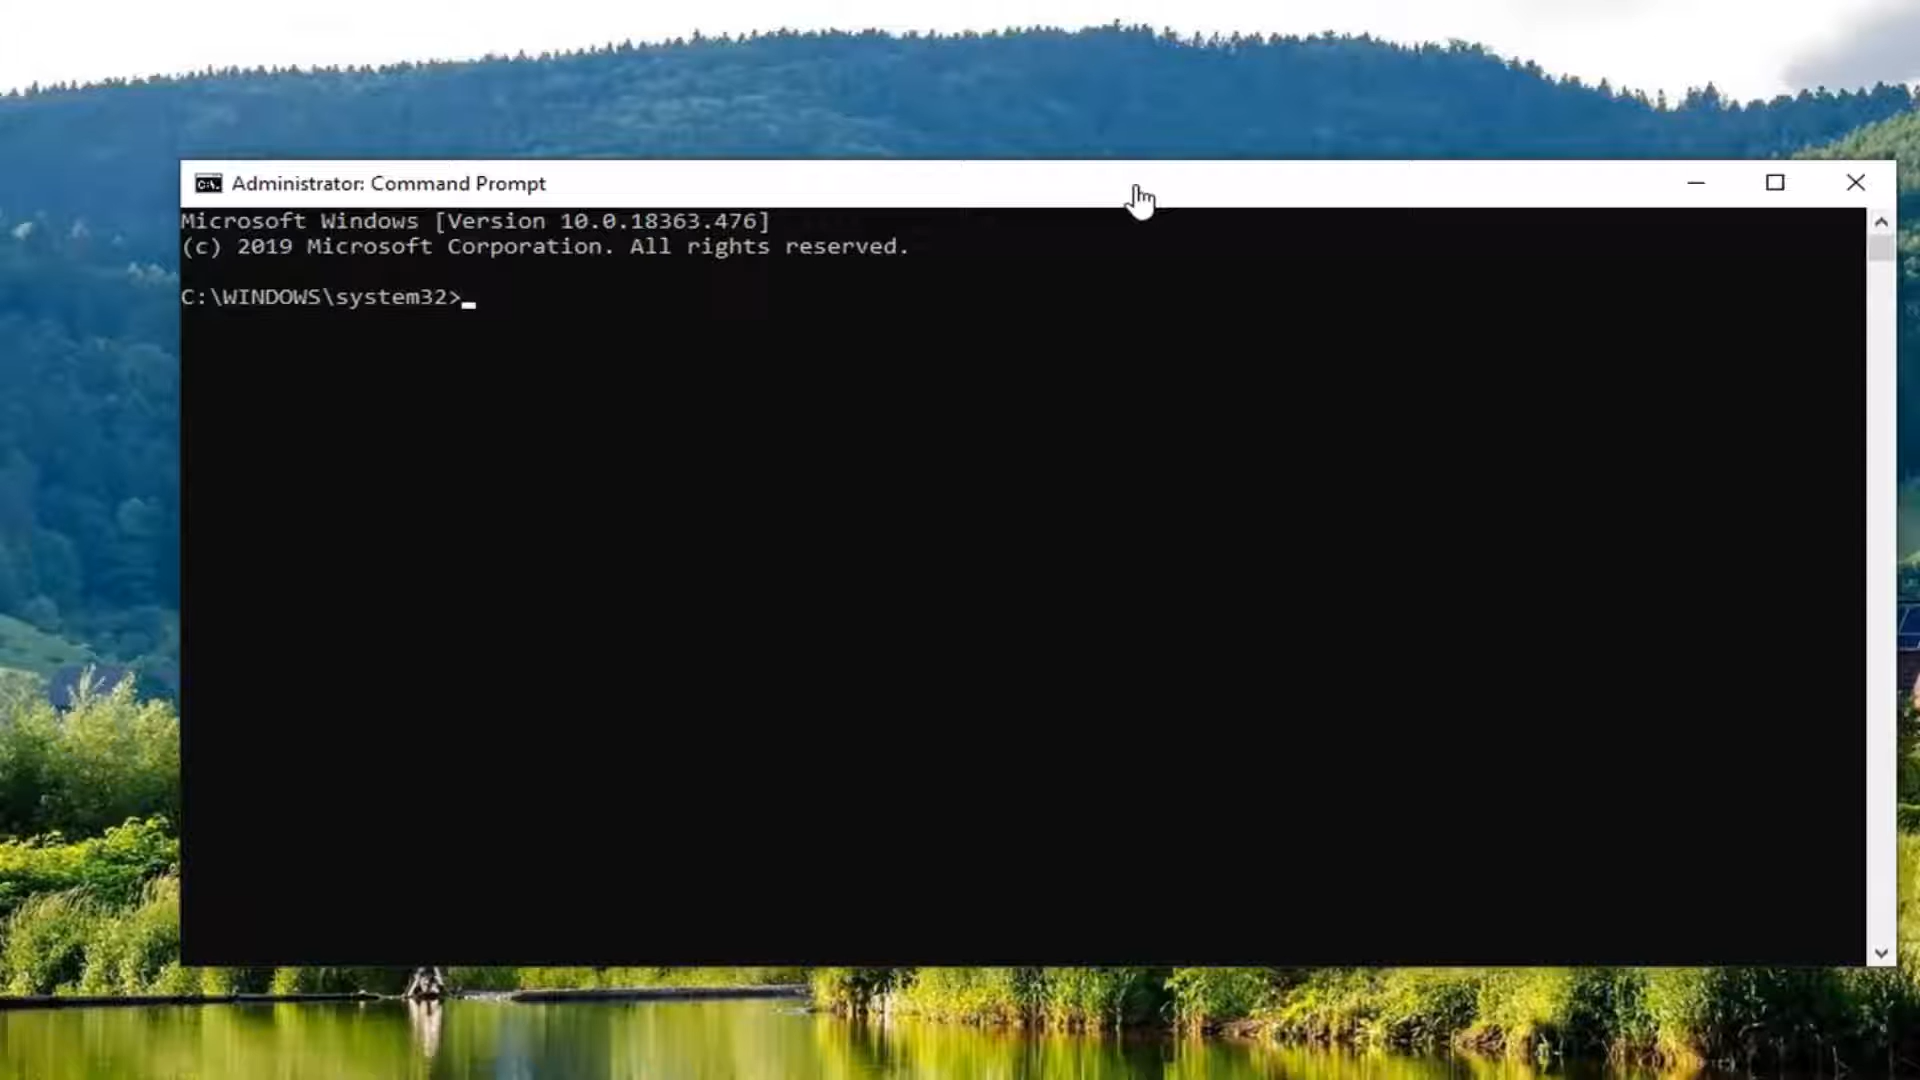 Administrator: Command Prompt
Microsoft Windows [Version 10.0.18363.476]
(c) 2019 Microsoft Corporation. All rights reserved.
C:\WINDOWS\system32>